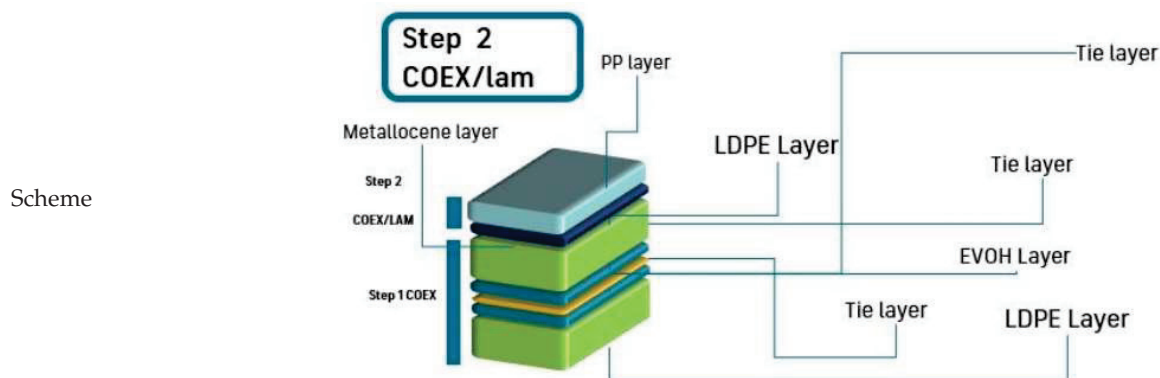 Step 2
COEX/lam
PP layer
Tie layer
Metallocene layer
LDPE Layer
Step 2
Tie layer
Scheme
COEX/LAM
EVOH Layer
Step 1 COEX
Tie layer
LDPE Layer